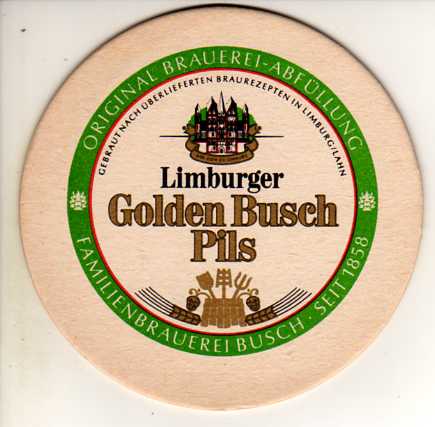 ORIGINAL BRAUEREI-ABFÜLLUNG
GEBRAUT NACH ÜBERLIEFERTEN BRAUREZEPTEN IN LIMBURG/LAHN
Limburger
Golden Busch
Pils
FAMILIENBRAUEREI BUSCH · SEIT 1858